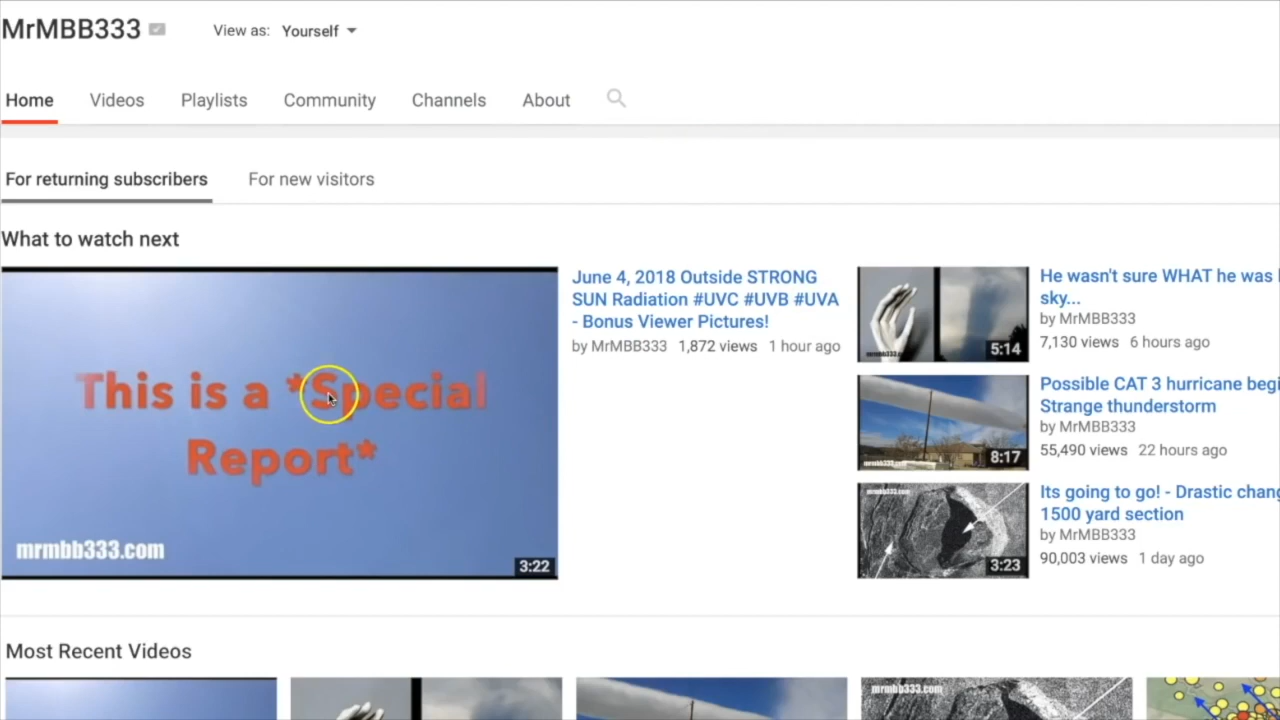 MrMBB333
View as: Yourself
Home Videos Playlists Community Channels About
For returning subscribers For new visitors
What to watch next
This is a *Special
Report*
mrmbb333.com
3:22
June 4, 2018 Outside STRONG
SUN Radiation #UVC #UVB #UVA
- Bonus Viewer Pictures!
by MrMBB333 1,872 views 1 hour ago
5:14
He wasn't sure WHAT he was
sky...
by MrMBB333
7,130 views 6 hours ago
8:17
Possible CAT 3 hurricane begi
Strange thunderstorm
by MrMBB333
55,490 views 22 hours ago
mrmbb333.com
3:23
Its going to go! - Drastic chang
1500 yard section
by MrMBB333
90,003 views 1 day ago
Most Recent Videos
mrmbb333.com